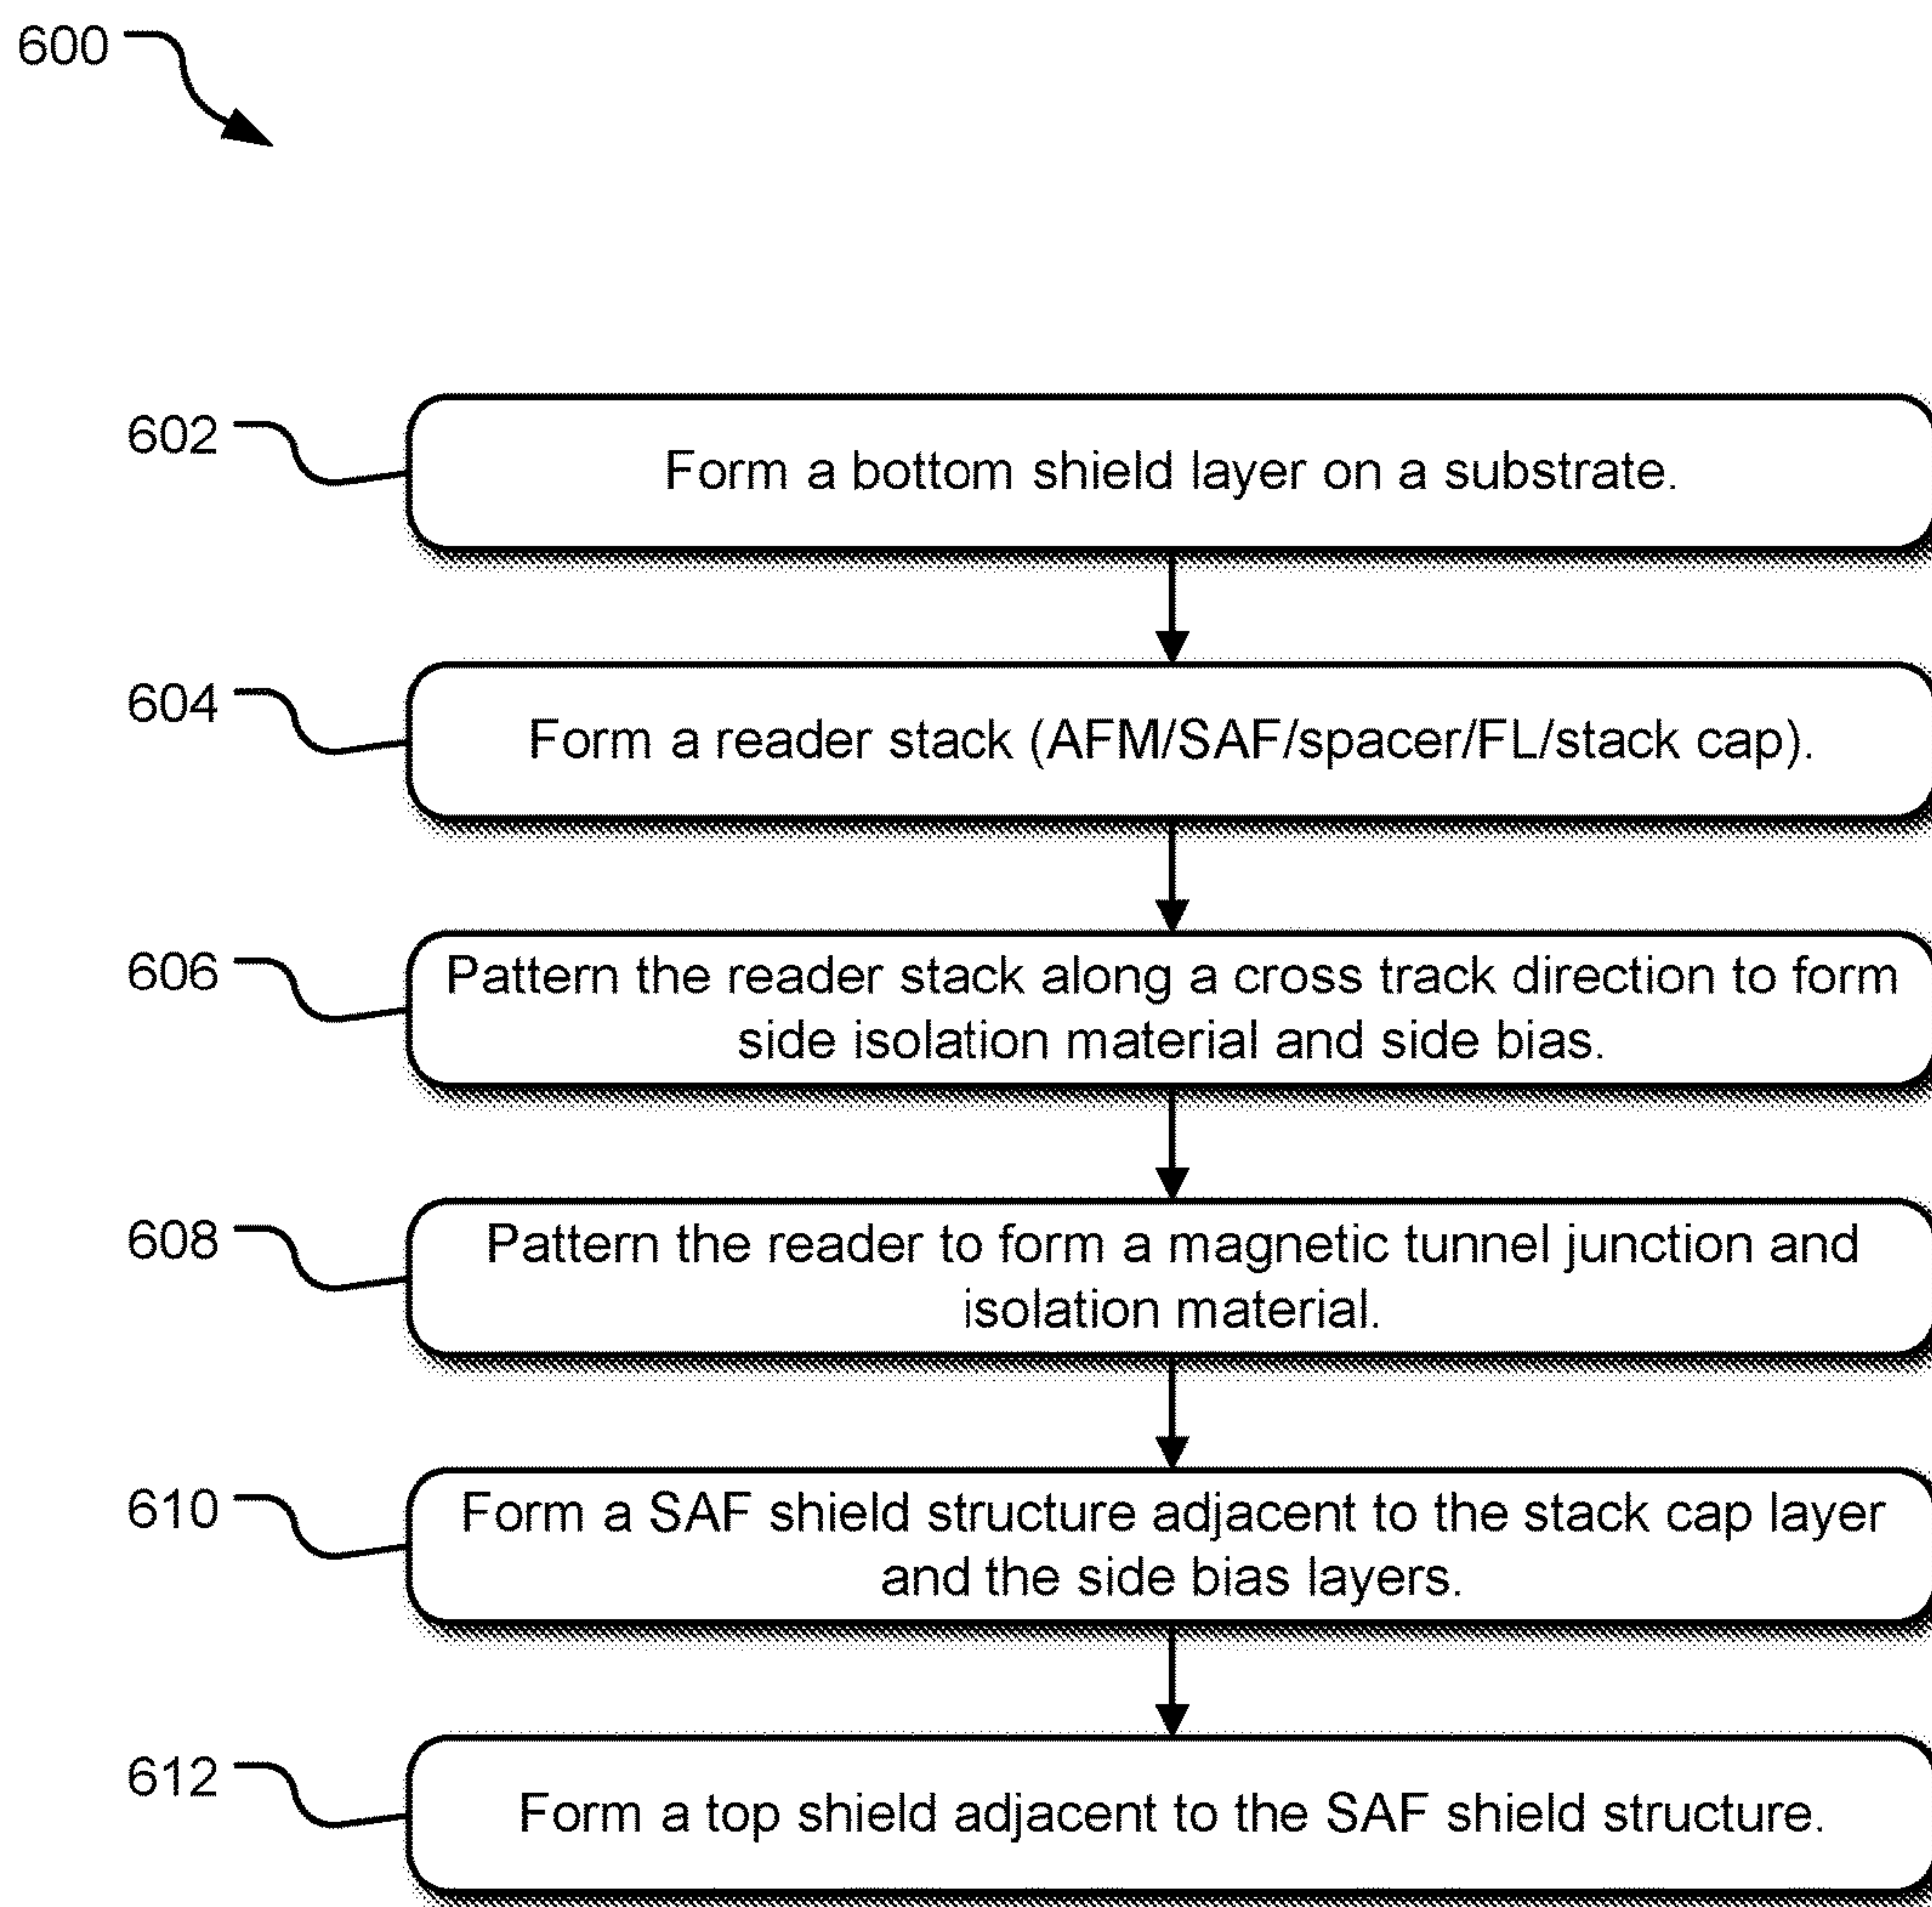 600
602
Form a bottom shield layer on a substrate.
604
Form a reader stack (AFM/SAF/spacer/FL/stack cap).
606
Pattern the reader stack along a cross track direction to form
side isolation material and side bias.
608
Pattern the reader to form a magnetic tunnel junction and
isolation material.
610
Form a SAF shield structure adjacent to the stack cap layer
and the side bias layers.
612
Form a top shield adjacent to the SAF shield structure.